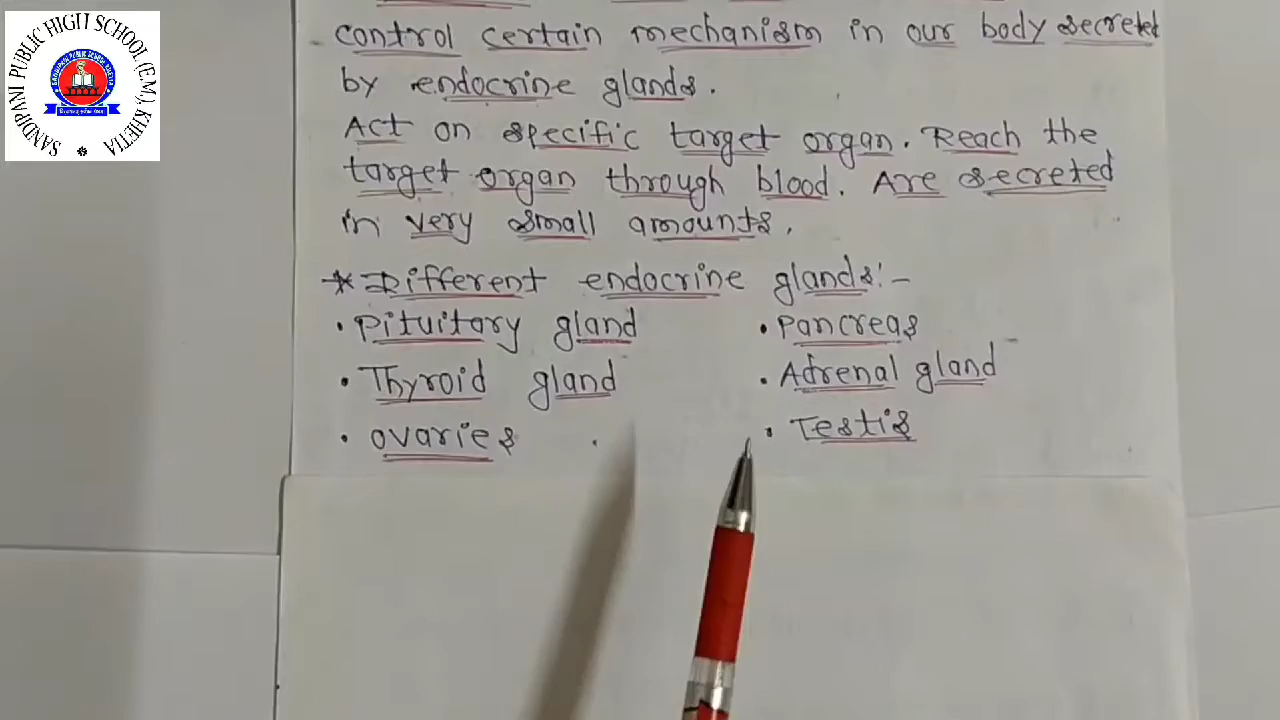 SANDIPANI PUBLIC HIGH SCHOOL (E.M.), KHETIA
control certain mechanism in our body secreted
by endocrine glands.
Act on specific target organ. Reach the
target organ through blood. Are secreted
in very small amounts.
* Different endocrine glands:-
• Pituitary gland • Pancreas
• Thyroid gland • Adrenal gland
• Ovaries • Testis